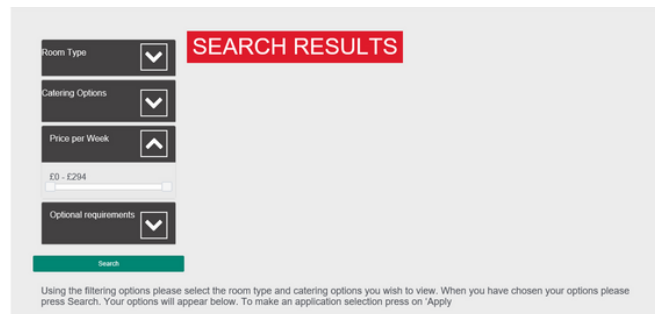 SEARCH RESULTS
Room Type
Catering Options
Price per Week
£0 - £294
Optional requirements
Search
Using the filtering options please select the room type and catering options you wish to view. When you have chosen your options please
press Search. Your options will appear below. To make an application selection press on 'Apply